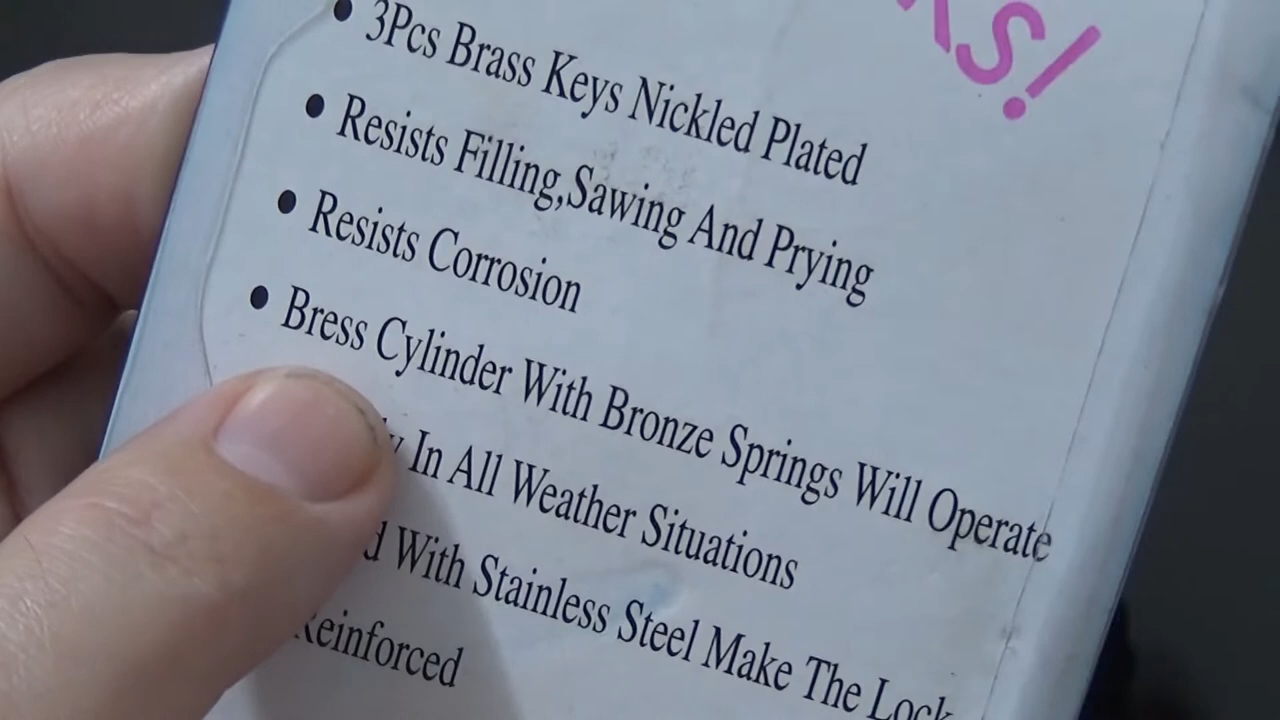 S!
• 3Pcs Brass Keys Nickled Plated
• Resists Filling,Sawing And Prying
• Resists Corrosion
• Bress Cylinder With Bronze Springs Will Operate
In All Weather Situations
With Stainless Steel Make The Lock
Reinforced